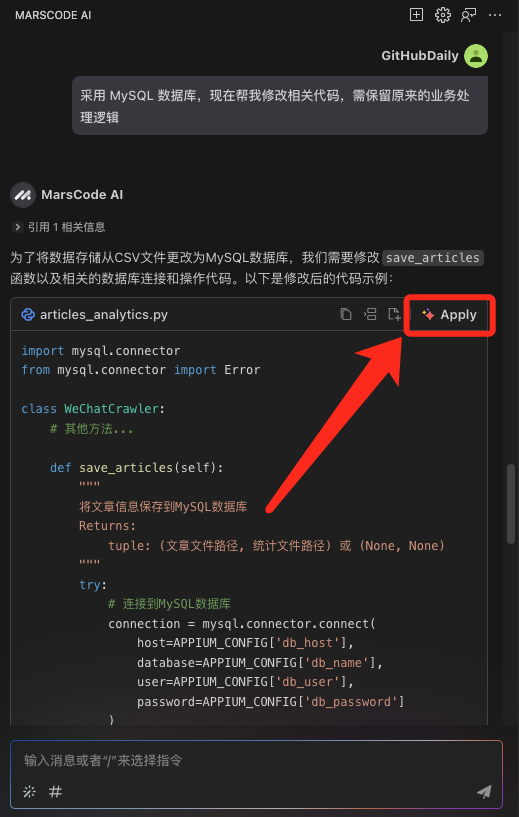 MARSCODE AI
GitHubDaily
采用 MySQL 数据库，现在帮我修改相关代码，需保留原来的业务处
理逻辑
MarsCode AI
引用 1 相关信息
为了将数据存储从CSV文件更改为MySQL数据库，我们需要修改 save_articles
函数以及相关的数据库连接和操作代码。以下是修改后的代码示例：
articles_analytics.py
Apply
import mysql.connector
from mysql.connector import Error
class WeChatCrawler:
# 其他方法...
def save_articles(self):
"""
将文章信息保存到MySQL数据库
Returns:
tuple: (文章文件路径, 统计文件路径) 或 (None, None)
"""
try:
# 连接到MySQL数据库
connection = mysql.connector.connect(
host=APPIUM_CONFIG['db_host'],
database=APPIUM_CONFIG['db_name'],
user=APPIUM_CONFIG['db_user'],
password=APPIUM_CONFIG['db_password']
)
输入消息或者“/”来选择指令